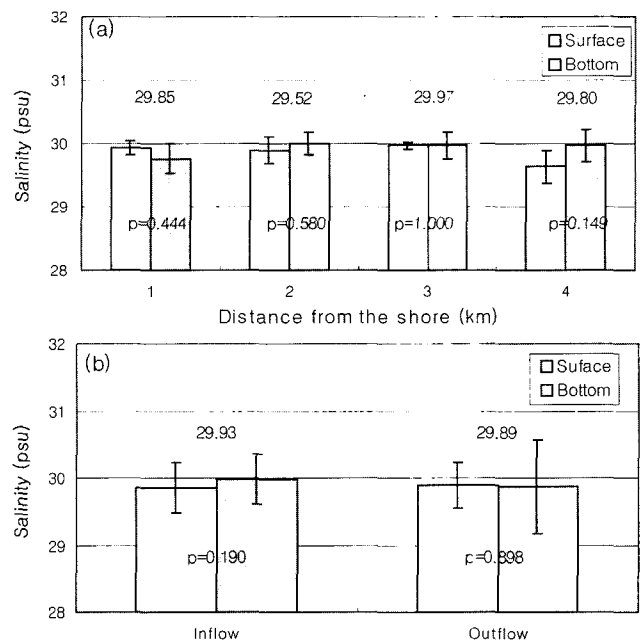 32
(a)
Surface
Bottom
31
29.85
29.52
29.97
29.80
30
29
p=0.444
p=0.580
p=1.000
p=0.149
28
1
2
3
4
Salinity (psu)
Distance from the shore (km)
32
(b)
Suface
Bottom
31
29.93
29.89
30
29
p=0.190
p=0.898
28
Inflow
Outflow
Salinity (psu)